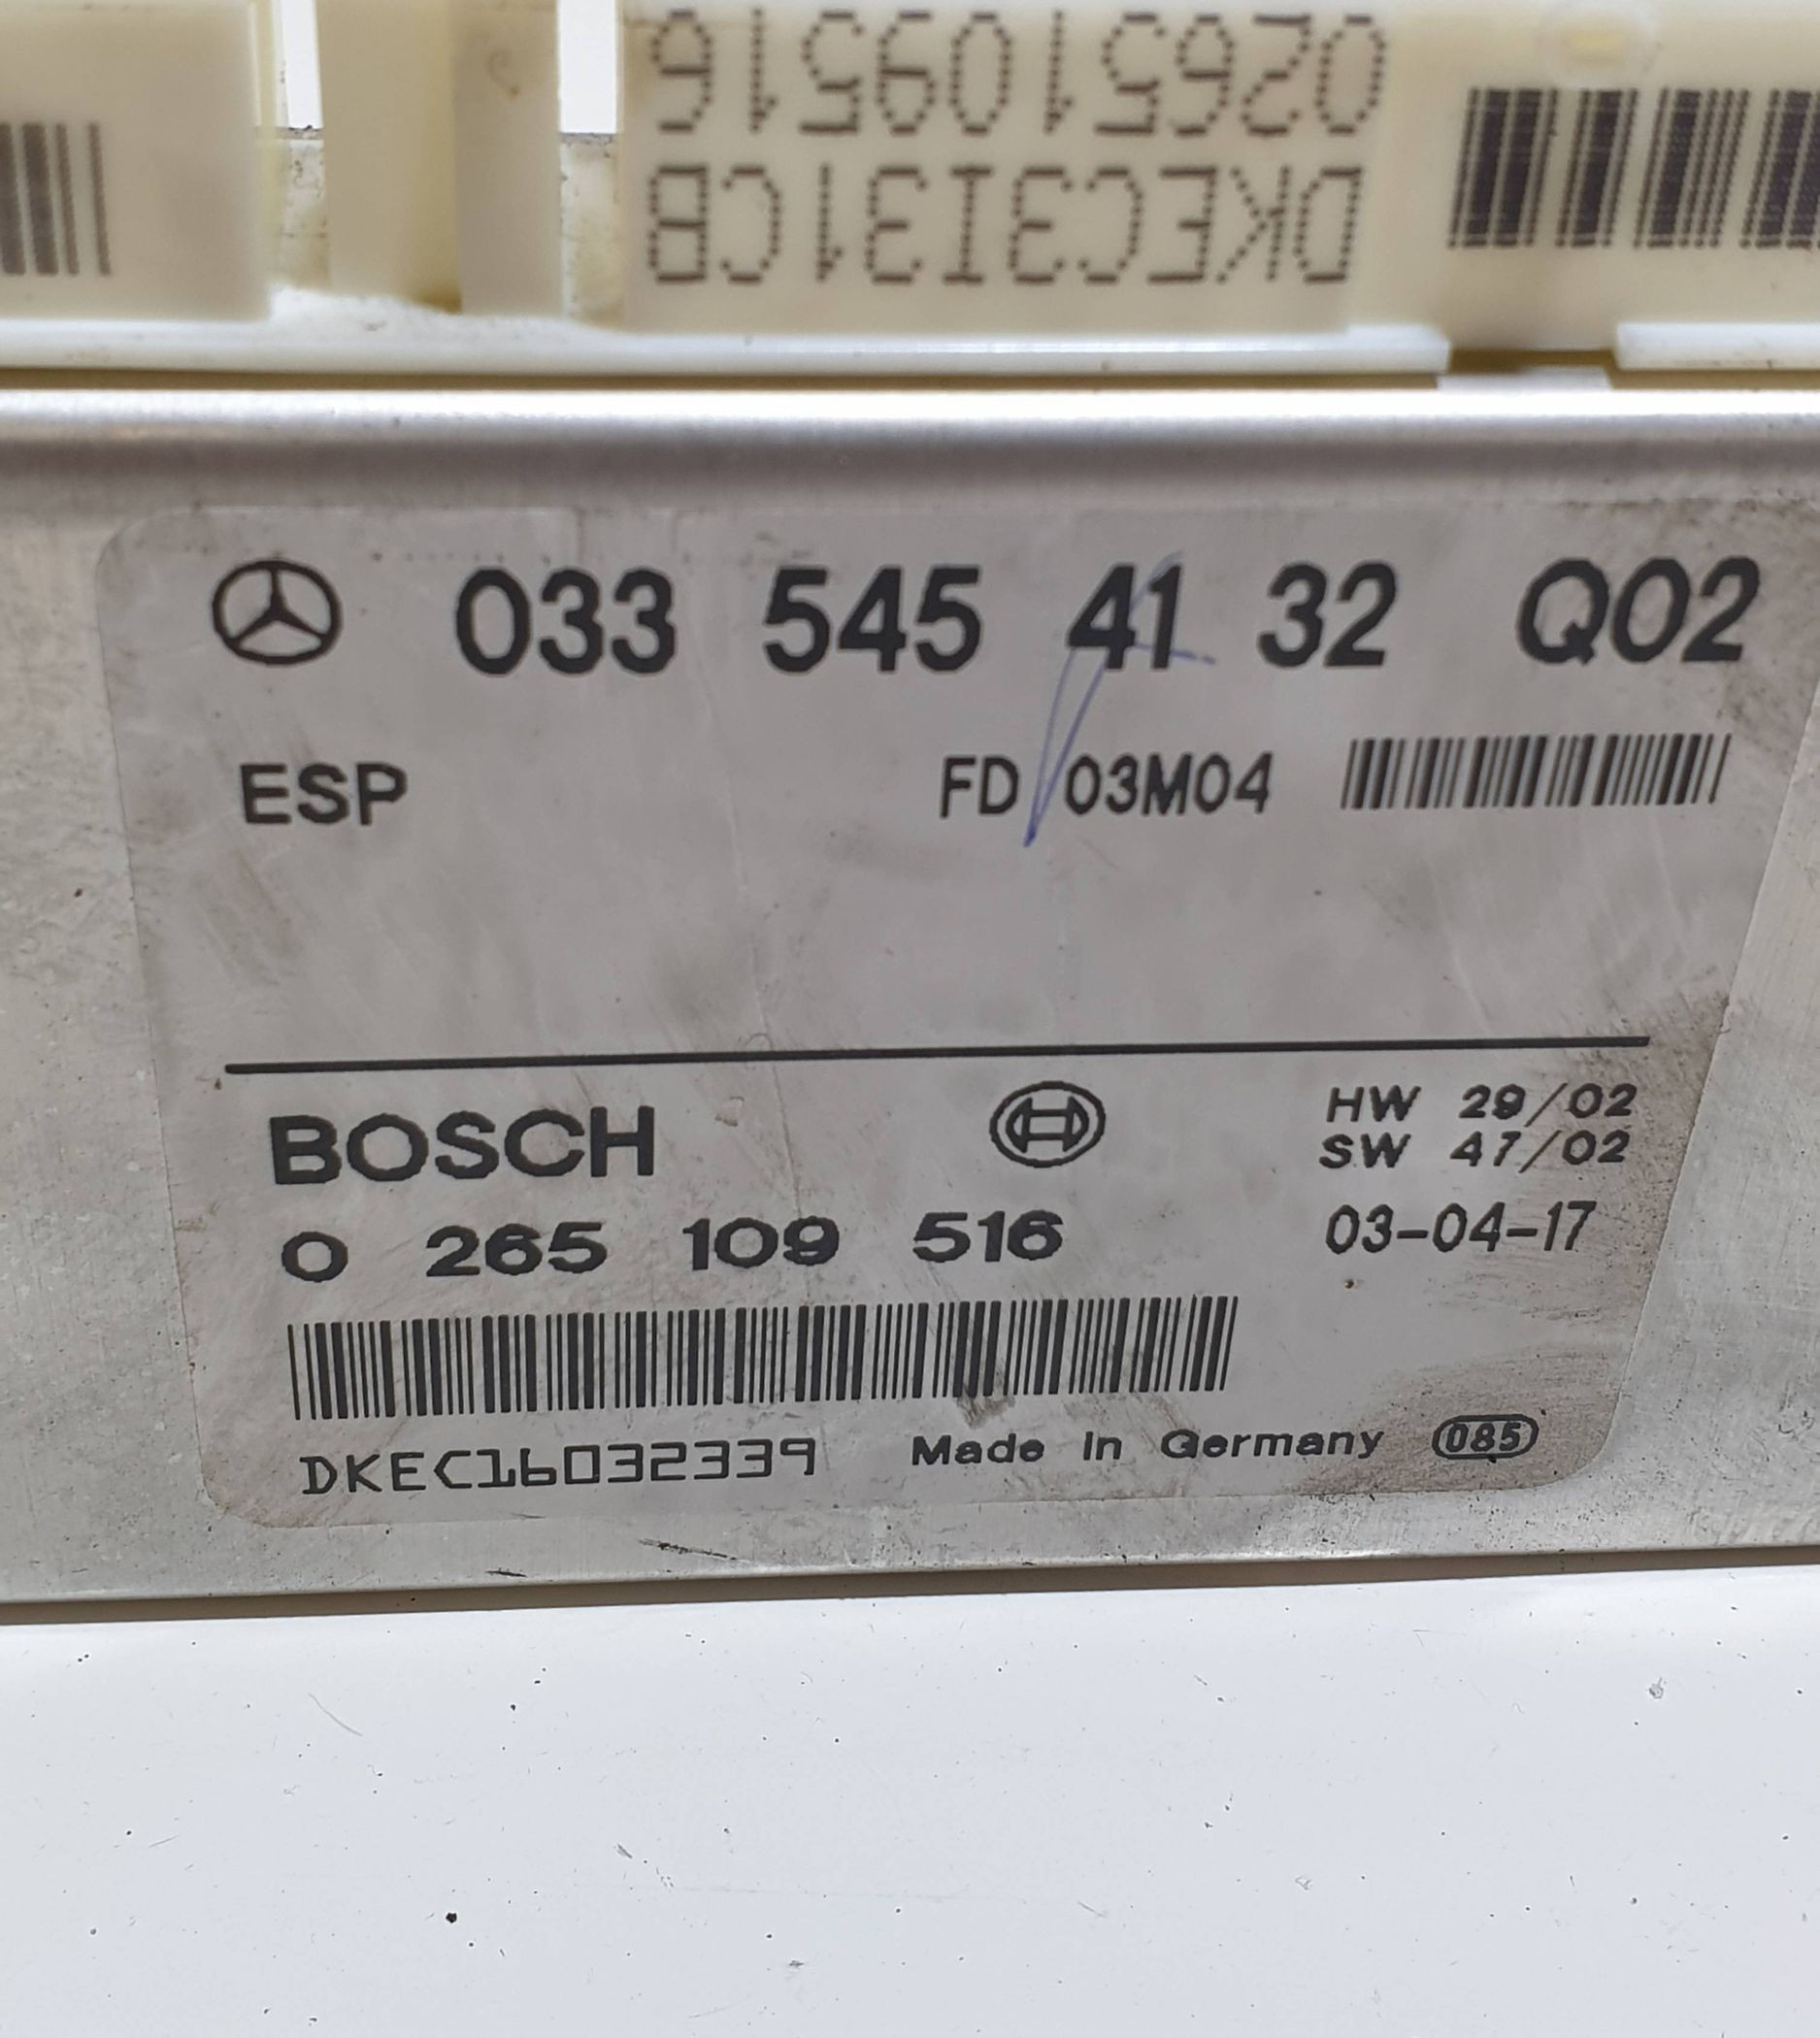 0265109516
DKEC3I31CB
033 545 41 32 Q02
ESP FD 03M04
BOSCH HW 29/02
SW 47/02
0 265 109 516 03-04-17
DKEC16032339 Made in Germany 085